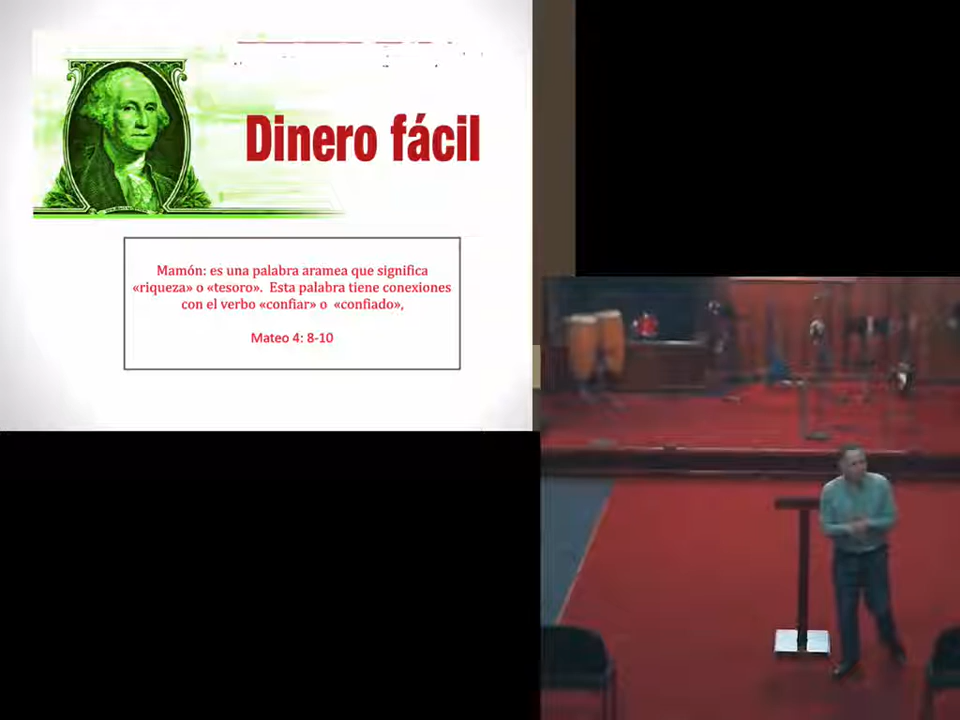 Dinero fácil
Mamón: es una palabra aramea que significa
«riqueza» o «tesoro».  Esta palabra tiene conexiones
con el verbo «confiar» o  «confiado»,
Mateo 4: 8-10